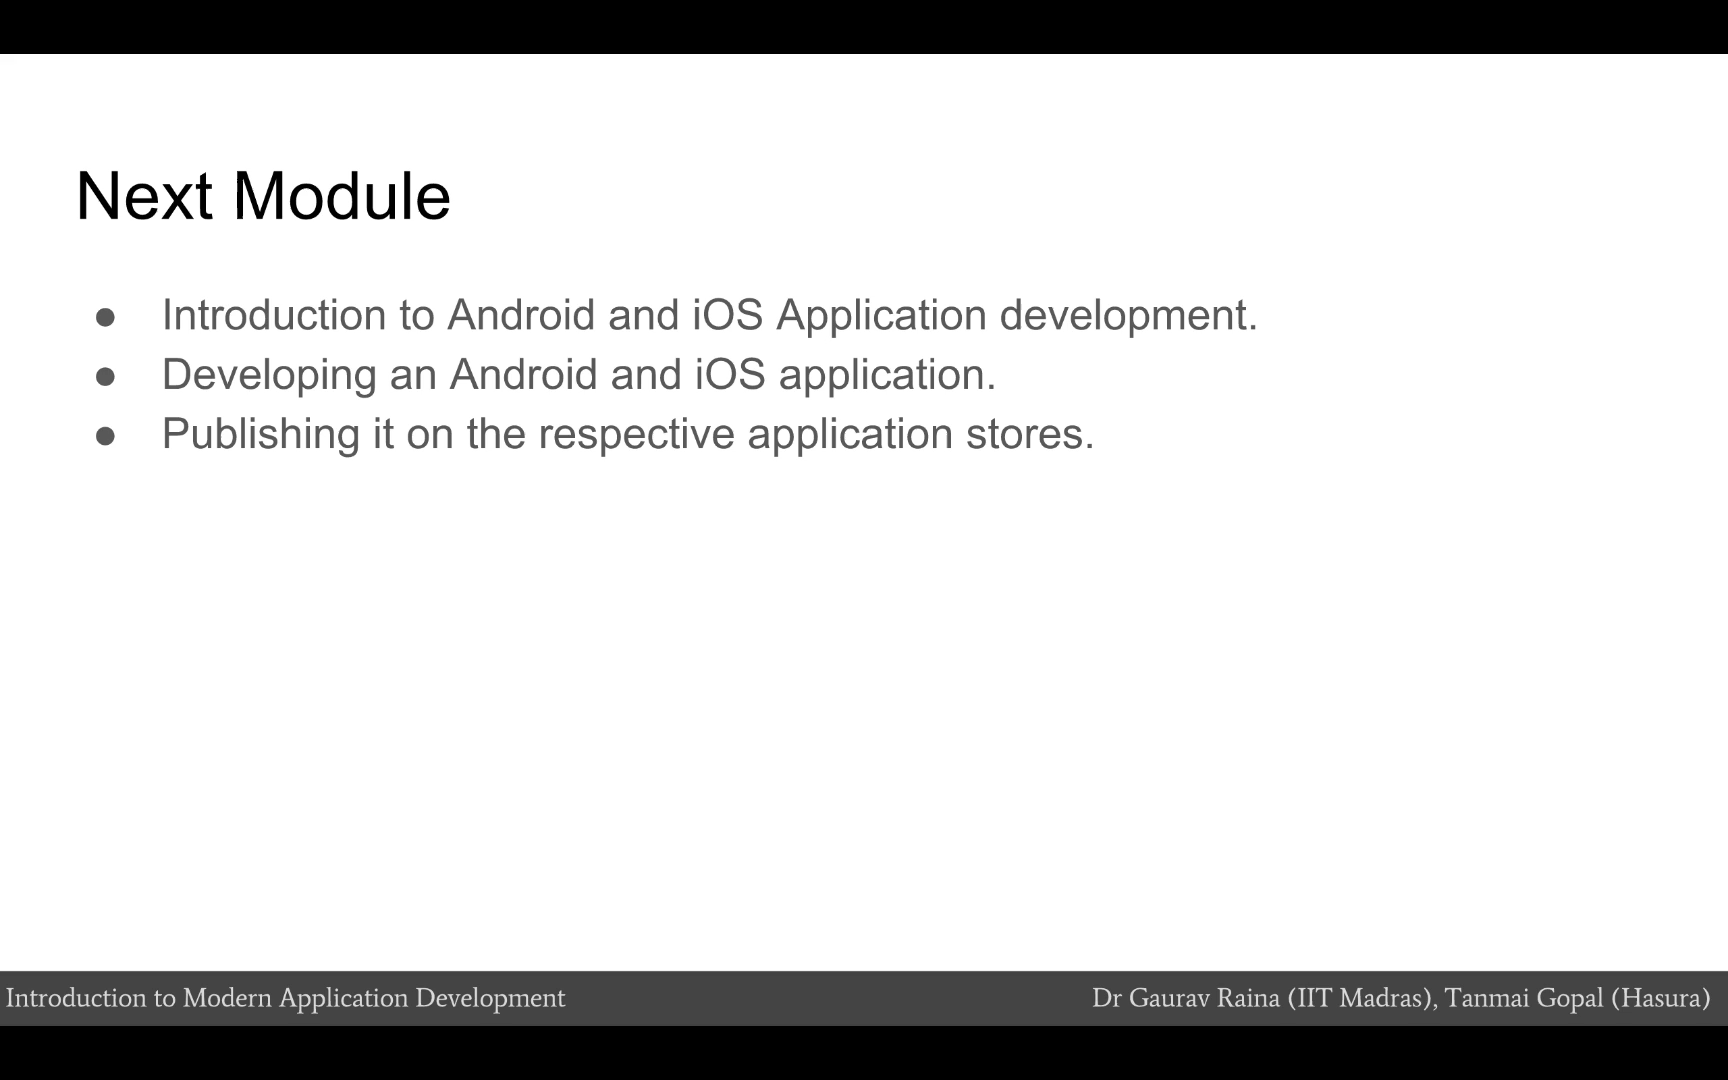 Next Module
● Introduction to Android and iOS Application development.
● Developing an Android and iOS application.
● Publishing it on the respective application stores.
Introduction to Modern Application Development
Dr Gaurav Raina (IIT Madras), Tanmai Gopal (Hasura)